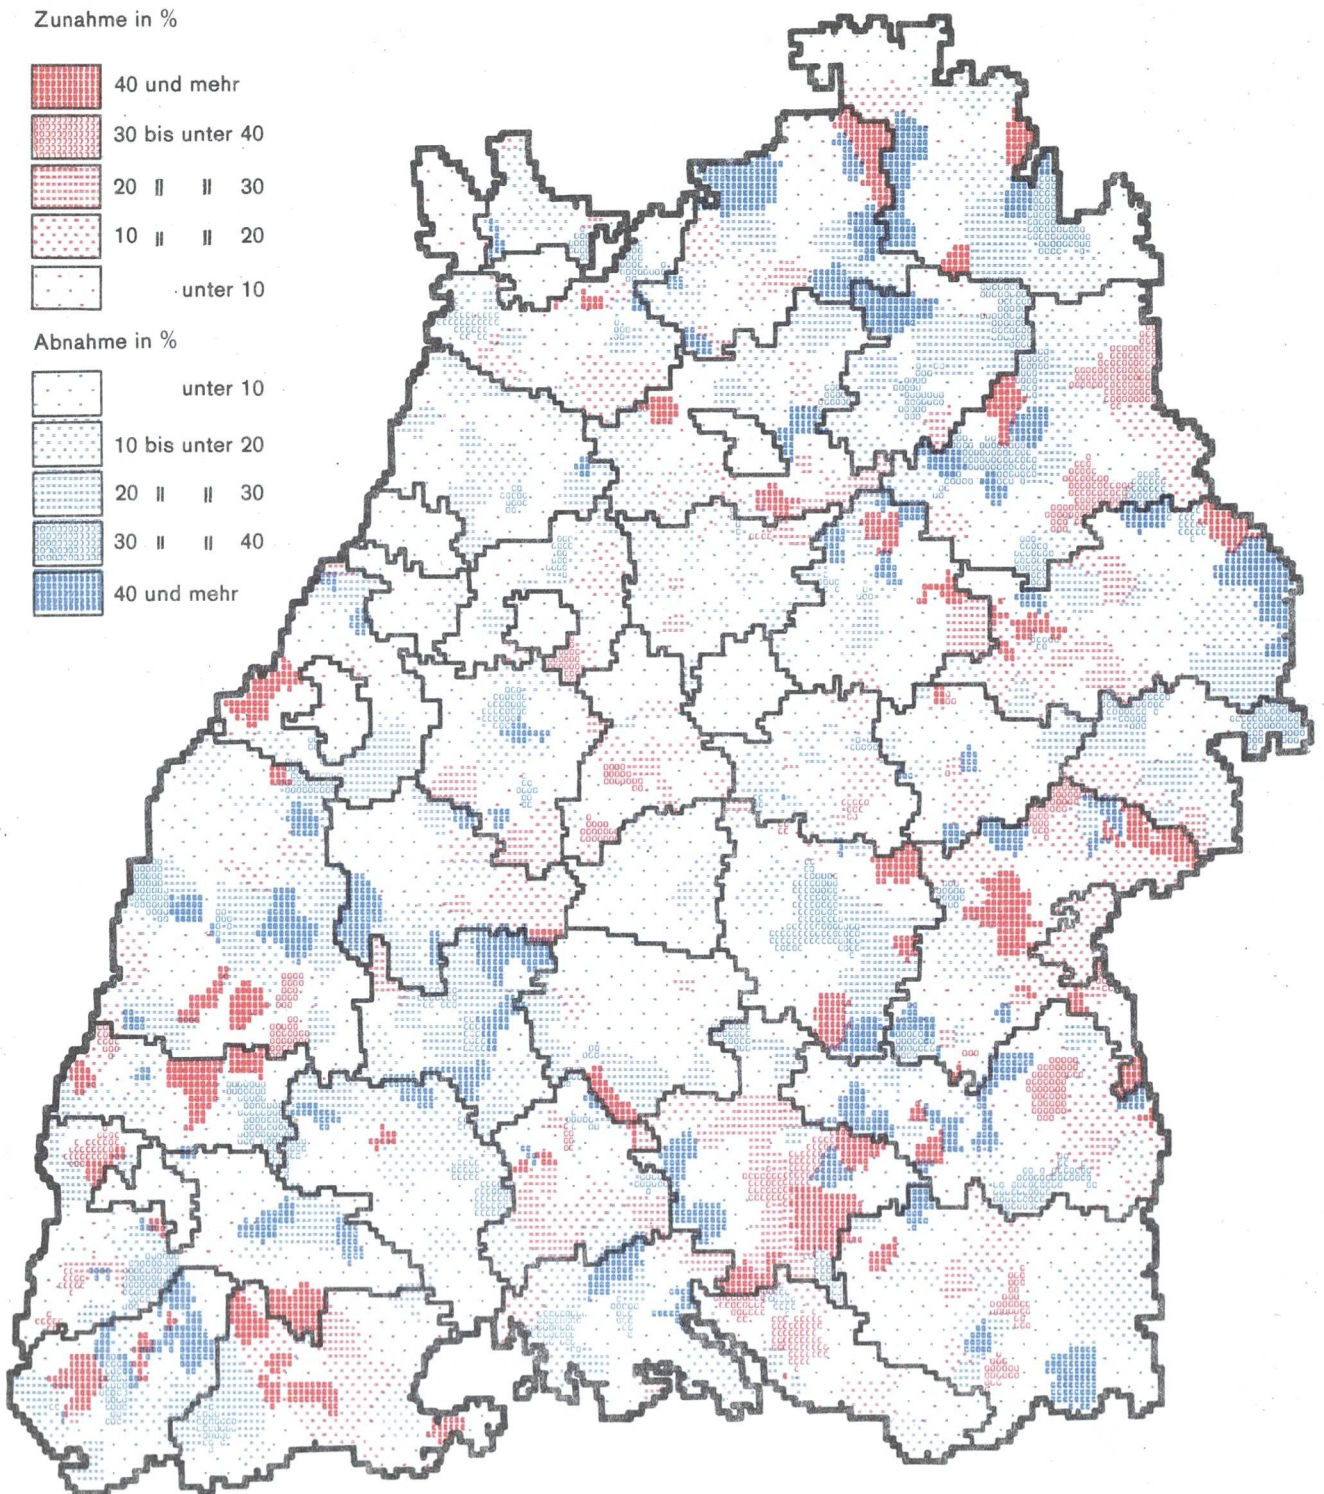 Zunahme in %
40 und mehr
30 bis unter 40
20 " " 30
10 " " 20
unter 10
Abnahme in %
unter 10
10 bis unter 20
20 " " 30
30 " " 40
40 und mehr